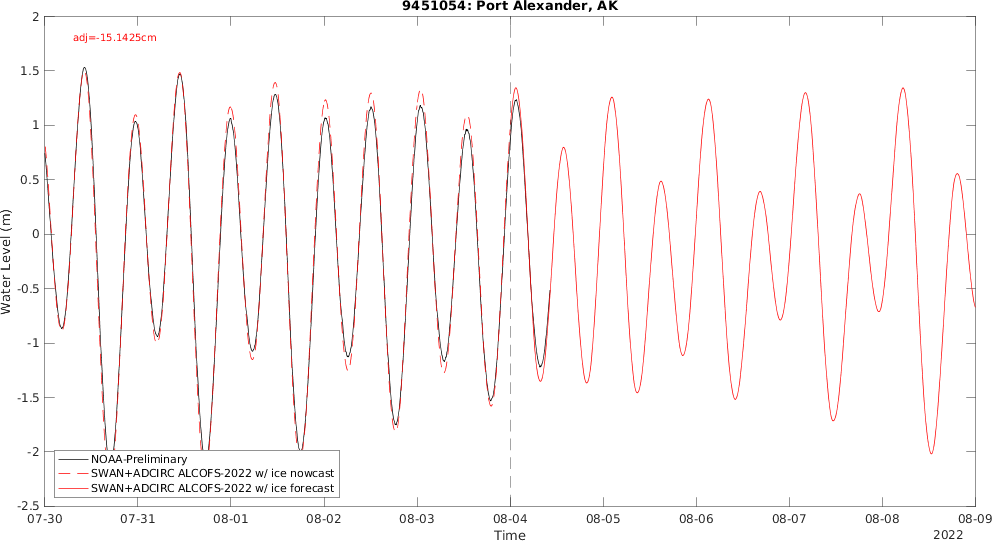 9451054: Port Alexander, AK
adj=-15.1425cm
Water Level (m)
2
1.5
1
0.5
0
-0.5
-1
-1.5
-2
-2.5
NOAA-Preliminary
SWAN+ADCIRC ALCOFS-2022 w/ ice nowcast
SWAN+ADCIRC ALCOFS-2022 w/ ice forecast
07-30 07-31 08-01 08-02 08-03 08-04 08-05 08-06 08-07 08-08 08-09
Time
2022